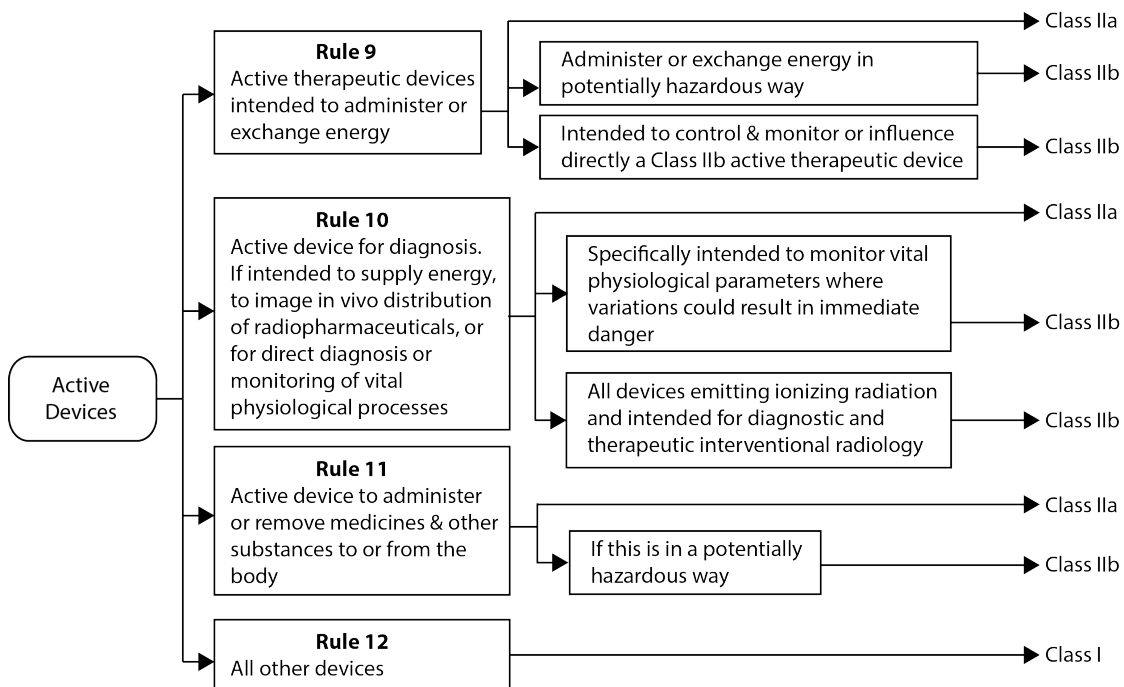 Active
Devices
Rule 9
Active therapeutic devices
intended to administer or
exchange energy
Class IIa
Administer or exchange energy in
potentially hazardous way
Class IIb
Intended to control & monitor or influence
directly a Class IIb active therapeutic device
Class IIb
Rule 10
Active device for diagnosis.
If intended to supply energy,
to image in vivo distribution
of radiopharmaceuticals, or
for direct diagnosis or
monitoring of vital
physiological processes
Class IIa
Specifically intended to monitor vital
physiological parameters where
variations could result in immediate
danger
Class IIb
All devices emitting ionizing radiation
and intended for diagnostic and
therapeutic interventional radiology
Class IIb
Rule 11
Active device to administer
or remove medicines & other
substances to or from the
body
Class IIa
If this is in a potentially
hazardous way
Class IIb
Rule 12
All other devices
Class I